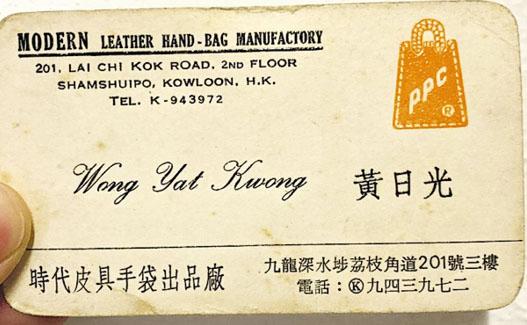 MODERN LEATHER HAND-BAG MANUFACTORY
201, LAI CHI KOK ROAD, 2ND FLOOR
SHAMSHUIPO, KOWLOON, H.K.
TEL. K-943972
PPC
®
Wong Yat Kwong 黃日光
時代皮具手袋出品廠
九龍深水埗荔枝角道201號三樓
電話：Ⓚ九四三九七二